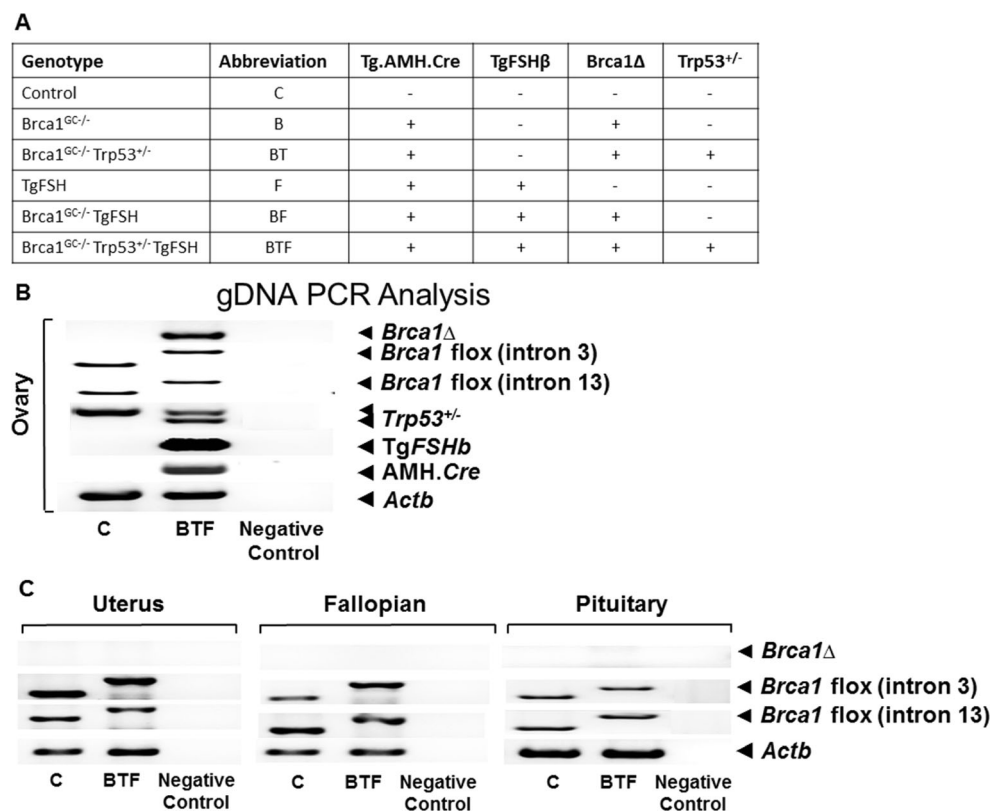 A
Genotype Abbreviation Tg.AMH.Cre TgFSHβ Brca1Δ Trp53+/-
Control C - - - -
Brca1GC-/- B + - + -
Brca1GC-/- Trp53+/- BT + - + +
TgFSH F + + - -
Brca1GC-/- TgFSH BF + + + -
Brca1GC-/- Trp53+/- TgFSH BTF + + + +
B
gDNA PCR Analysis
Ovary
◄ Brca1Δ
◄ Brca1 flox (intron 3)
◄ Brca1 flox (intron 13)
◄ Trp53+/-
◄ TgFSHb
◄ AMH.Cre
◄ Actb
C BTF Negative
Control
C
Uterus Fallopian Pituitary
◄ Brca1Δ
◄ Brca1 flox (intron 3)
◄ Brca1 flox (intron 13)
◄ Actb
C BTF Negative C BTF Negative C BTF Negative
Control Control Control